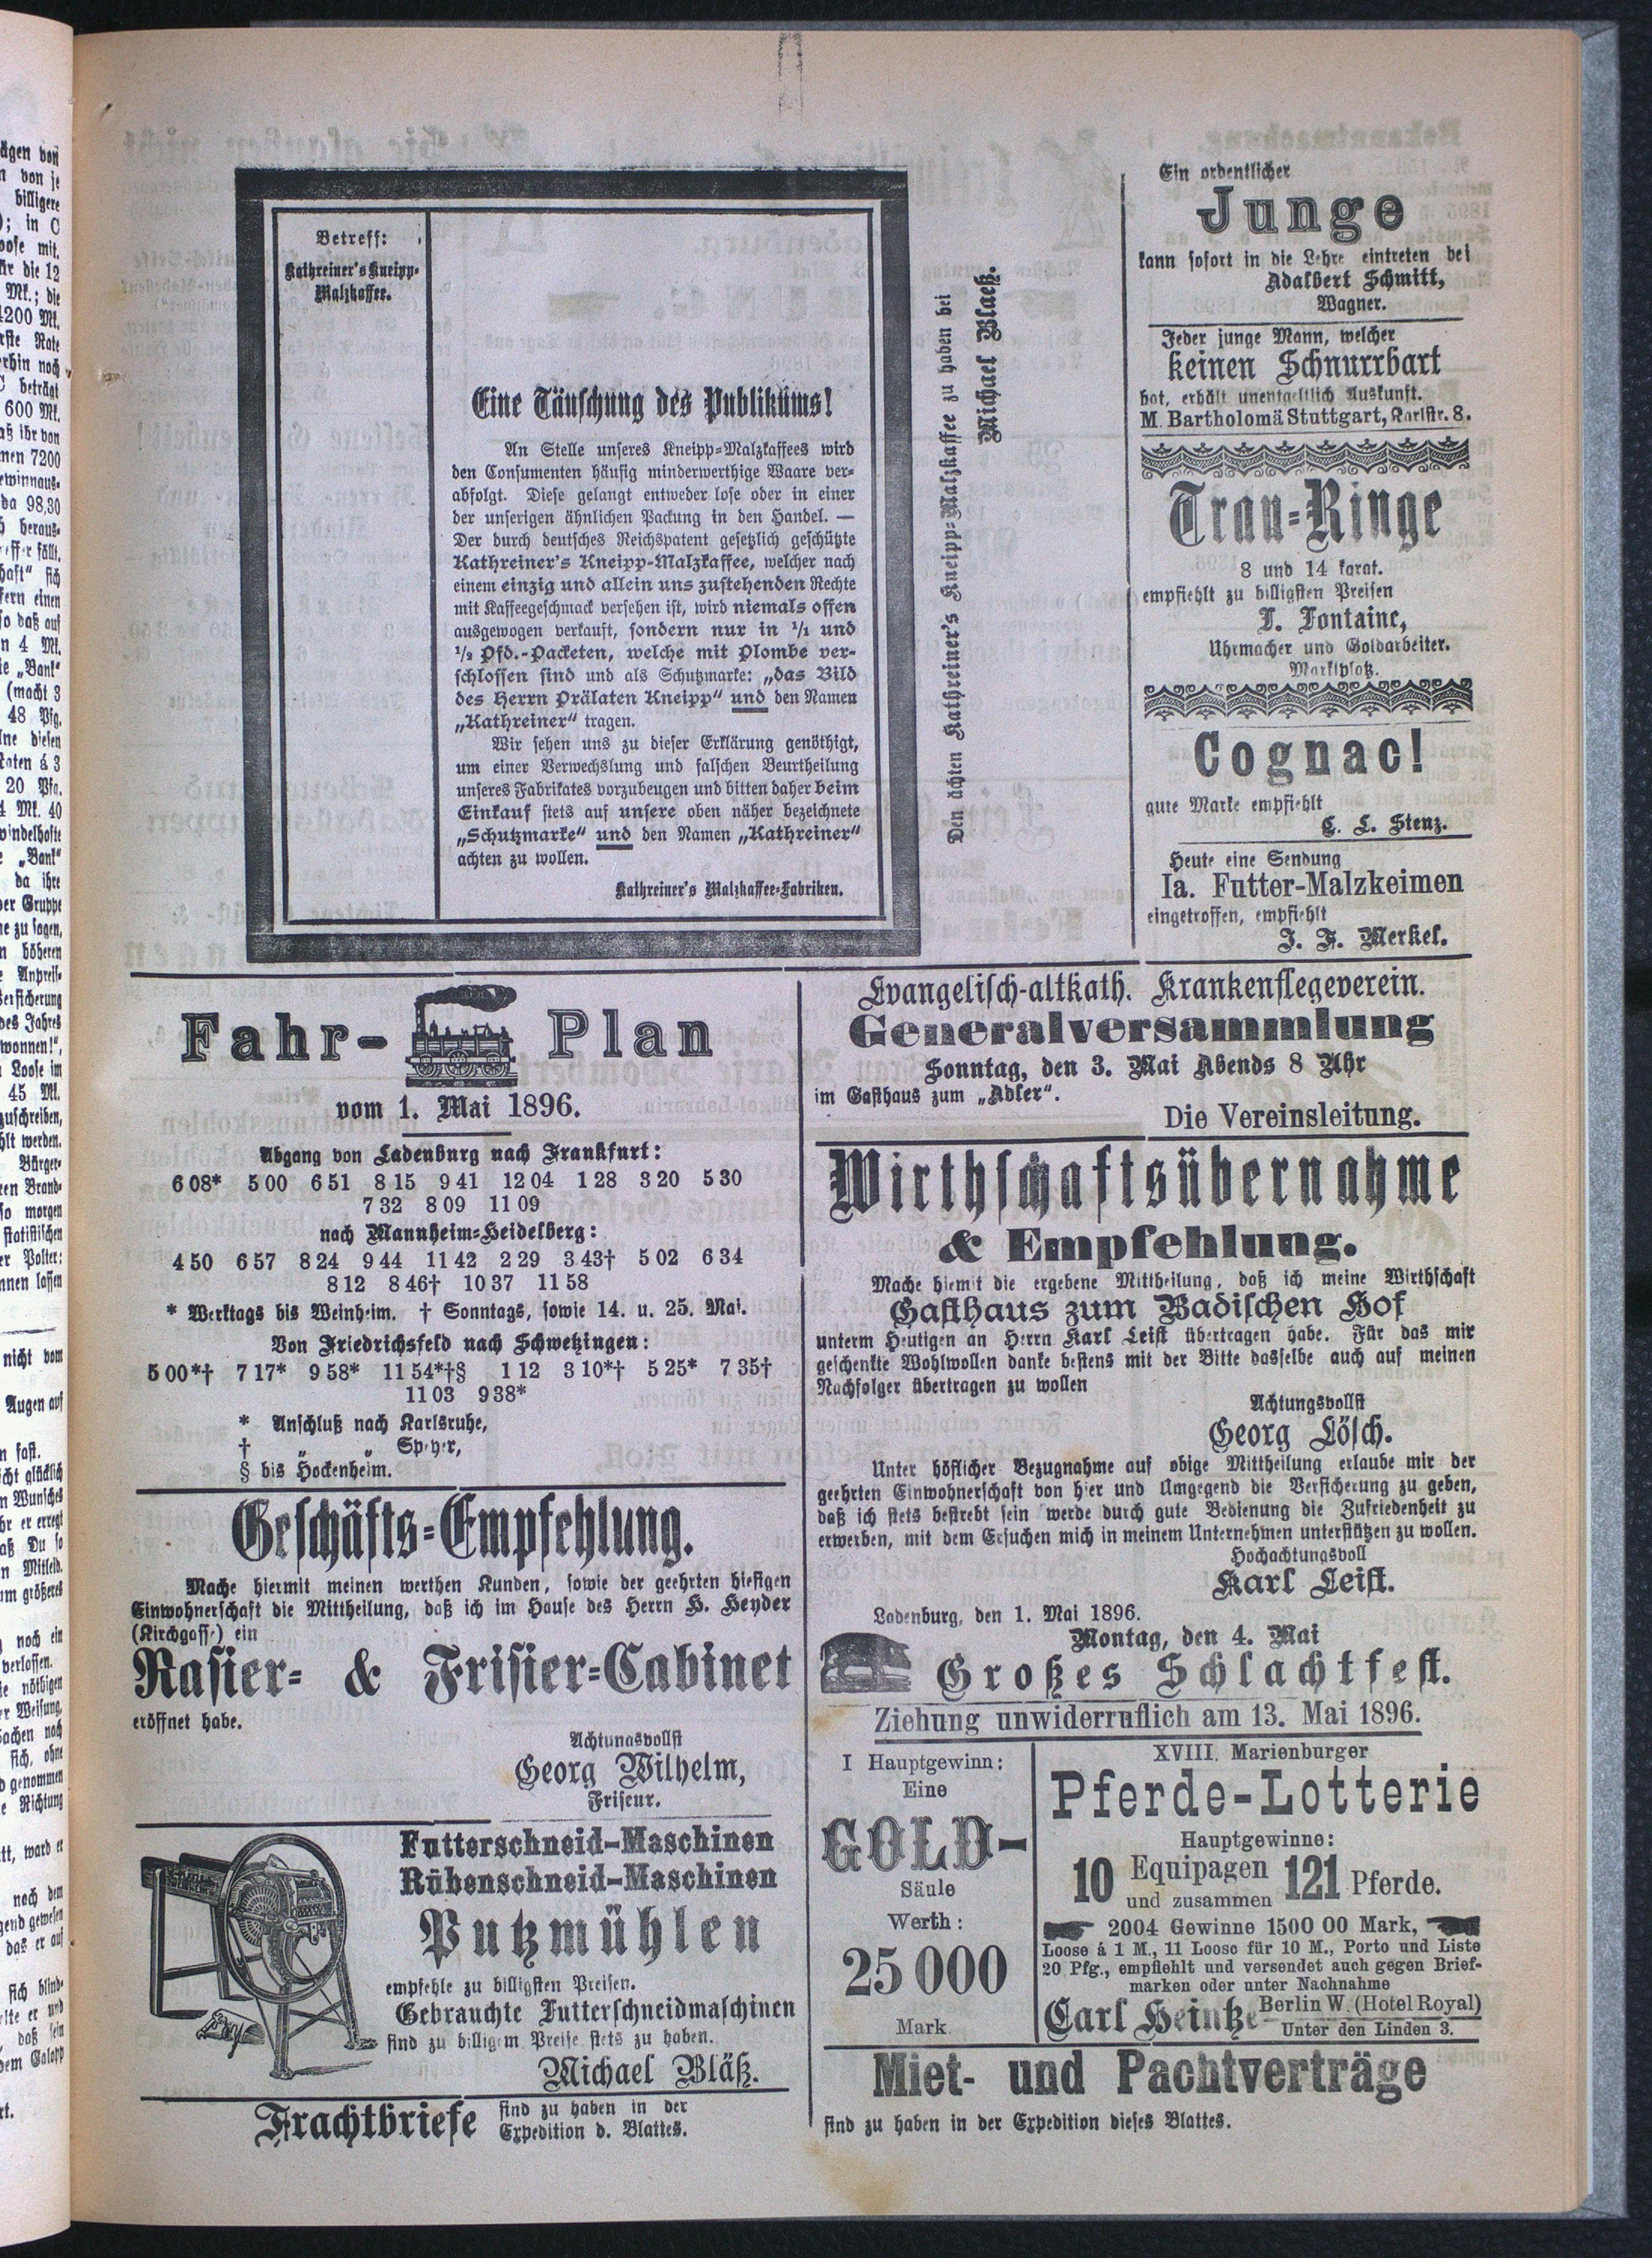 Betreff:
Kathreiner's Kneipp-
Malzkaffee.
Eine Täuschung des Publikums!
An Stelle unseres Kneipp-Malzkaffees wird
den Consumenten häufig minderwerthige Waare ver-
abfolgt. Diese gelangt entweder lose oder in einer
der unserigen ähnlichen Packung in den Handel. —
Der durch deutsches Reichspatent gesetzlich geschützte
Kathreiner's Kneipp-Malzkaffee, welcher nach
einem einzig und allein uns zustehenden Rechte
mit Kaffeegeschmack versehen ist, wird niemals offen
ausgewogen verkauft, sondern nur in 1/1 und
1/2 Pfd.-Packeten, welche mit Plombe ver-
schlossen sind und als Schutzmarke: „das Bild
des Herrn Prälaten Kneipp" und den Namen
„Kathreiner" tragen.
Wir sehen uns zu dieser Erklärung genöthigt,
um einer Verwechslung und falschen Beurtheilung
unseres Fabrikates vorzubeugen und bitten daher beim
Einkauf stets auf unsere oben näher bezeichnete
„Schutzmarke" und den Namen „Kathreiner"
achten zu wollen.
Kathreiner's Malzkaffee-Fabriken.
Den ächten Kathreiner's Kneipp-Malzkaffee zu haben bei
Michael Blaeß.
Ein ordentlicher
Junge
kann sofort in die Lehre eintreten bei
Adalbert Schmitt,
Wagner.
Jeder junge Mann, welcher
keinen Schnurrbart
hat, erhält unentgeltlich Auskunft.
M. Bartholomä Stuttgart, Karlstr. 8.
Trau-Ringe
8 und 14 karat.
empfiehlt zu billigsten Preisen
L. Fontaine,
Uhrmacher und Goldarbeiter.
Marktplatz.
Cognac!
gute Marke empfiehlt
C. L. Stenz.
Heute eine Sendung
Ia. Futter-Malzkeimen
eingetroffen, empfiehlt
J. F. Merkel.
Fahr-Plan
vom 1. Mai 1896.
Abgang von Ladenburg nach Frankfurt:
6 08* 5 00 6 51 8 15 9 41 12 04 1 28 3 20 5 30
7 32 8 09 11 09
nach Mannheim-Heidelberg:
4 50 6 57 8 24 9 44 11 42 2 29 3 43† 5 02 6 34
8 12 8 46† 10 37 11 58
* Werktags bis Weinheim. † Sonntags, sowie 14. u. 25. Mai.
Von Friedrichsfeld nach Schwetzingen:
5 00*† 7 17* 9 58* 11 54*†§ 1 12 3 10*† 5 25* 7 35†
11 03 9 38*
* Anschluß nach Karlsruhe,
† „ „ Speyer,
§ bis Hockenheim.
Geschäfts-Empfehlung.
Mache hiermit meinen werthen Kunden, sowie der geehrten hiesigen
Einwohnerschaft die Mittheilung, daß ich im Hause des Herrn H. Heyder
(Kirchgasse) ein
Rasier- & Frisier-Cabinet
eröffnet habe.
Achtungsvollst
Georg Wilhelm,
Friseur.
Futterschneid-Maschinen
Rübenschneid-Maschinen
Putzmühlen
empfehle zu billigsten Preisen.
Gebrauchte Futterschneidmaschinen
sind zu billigem Preise stets zu haben.
Michael Bläß.
Frachtbriefe sind zu haben in der
Expedition d. Blattes.
Evangelisch-altkath. Krankenflegeverein.
Generalversammlung
Sonntag, den 3. Mai Abends 8 Uhr
im Gasthaus zum „Adler".
Die Vereinsleitung.
Wirthschaftsübernahme
& Empfehlung.
Mache hiemit die ergebene Mittheilung, daß ich meine Wirthschaft
Gasthaus zum Badischen Hof
unterm Heutigen an Herrn Karl Leist übertragen habe. Für das mir
geschenkte Wohlwollen danke bestens mit der Bitte dasselbe auch auf meinen
Nachfolger übertragen zu wollen
Achtungsvollst
Georg Lösch.
Unter höflicher Bezugnahme auf obige Mittheilung erlaube mir der
geehrten Einwohnerschaft von hier und Umgegend die Versicherung zu geben,
daß ich stets bestrebt sein werde durch gute Bedienung die Zufriedenheit zu
erwerben, mit dem Ersuchen mich in meinem Unternehmen unterstützen zu wollen.
Hochachtungsvoll
Karl Leist.
Ladenburg, den 1. Mai 1896.
Montag, den 4. Mai
Großes Schlachtfest.
Ziehung unwiderruflich am 13. Mai 1896.
I Hauptgewinn:
Eine
GOLD-
Säule
Werth:
25 000
Mark
XVIII. Marienburger
Pferde-Lotterie
Hauptgewinne:
10 Equipagen und zusammen 121 Pferde.
2004 Gewinne 1500 00 Mark,
Loose á 1 M., 11 Loose für 10 M., Porto und Liste
20 Pfg., empfiehlt und versendet auch gegen Brief-
marken oder unter Nachnahme
Carl Heintze Berlin W. (Hotel Royal)
Unter den Linden 3.
Miet- und Pachtverträge
sind zu haben in der Expedition dieses Blattes.